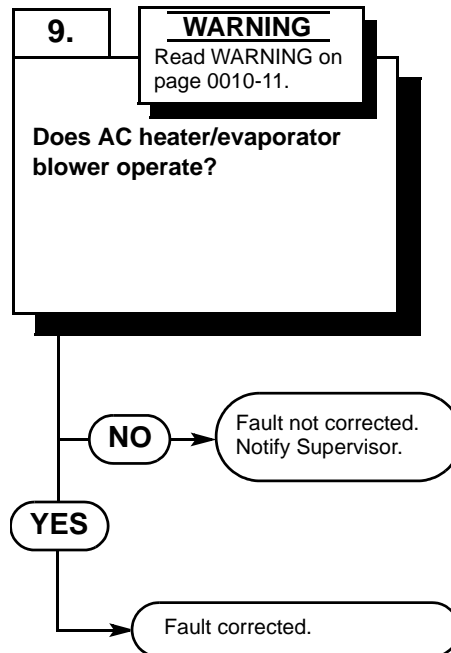 9.
WARNING
Read WARNING on
page 0010-11.
Does AC heater/evaporator
blower operate?
NO
Fault not corrected.
Notify Supervisor.
YES
Fault corrected.